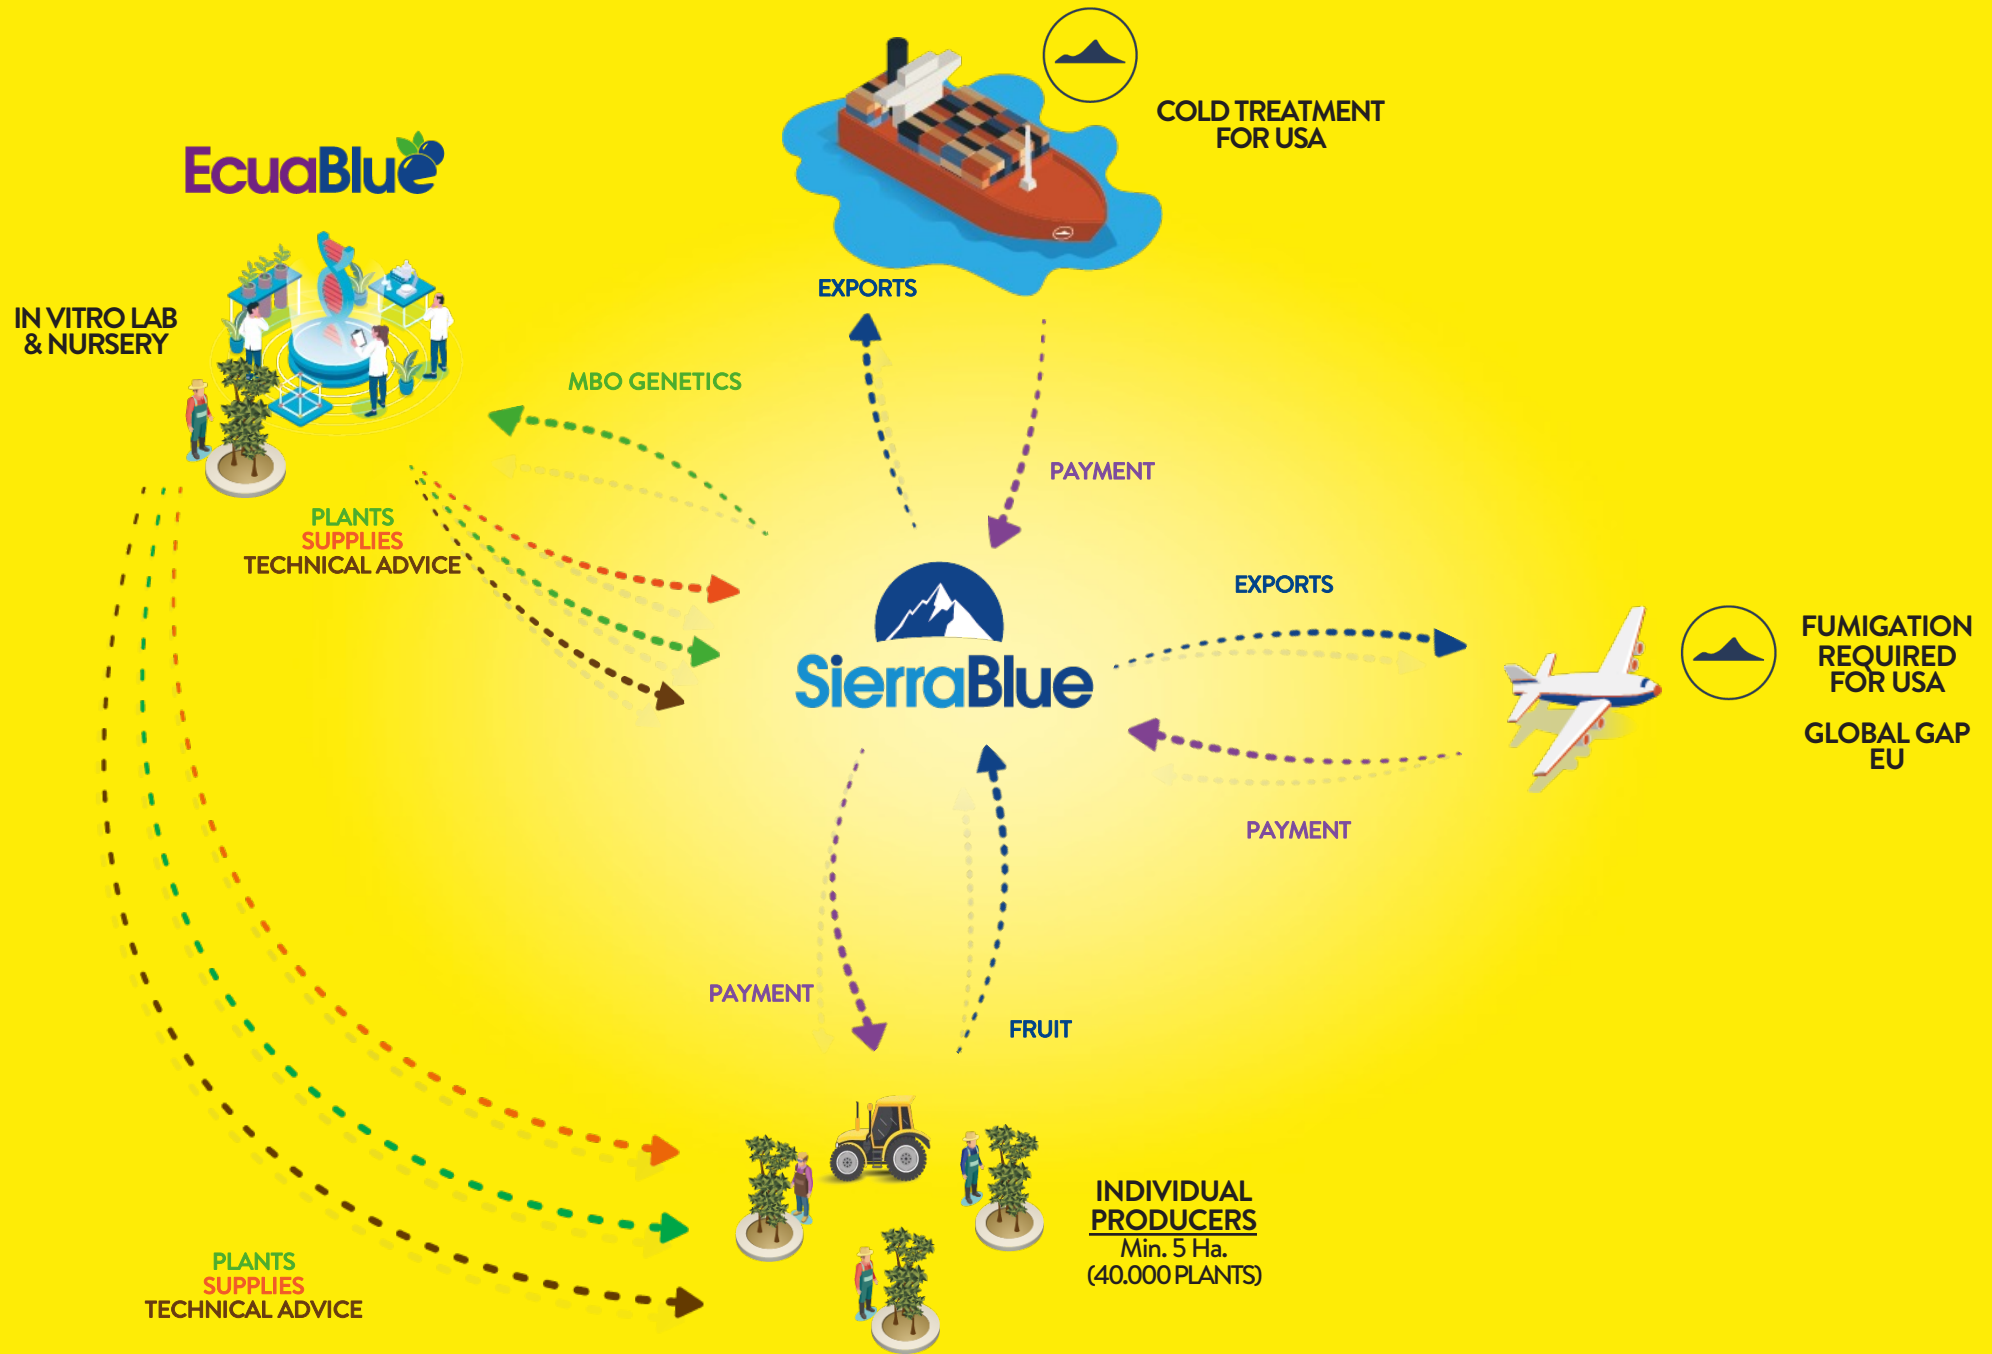 COLD TREATMENT
FOR USA
EcuaBlue
IN VITRO LAB
& NURSERY
EXPORTS
MBO GENETICS
PAYMENT
PLANTS
SUPPLIES
TECHNICAL ADVICE
SierraBlue
EXPORTS
FUMIGATION
REQUIRED
FOR USA
GLOBAL GAP
EU
PAYMENT
PAYMENT
FRUIT
INDIVIDUAL
PRODUCERS
Min. 5 Ha.
(40.000 PLANTS)
PLANTS
SUPPLIES
TECHNICAL ADVICE